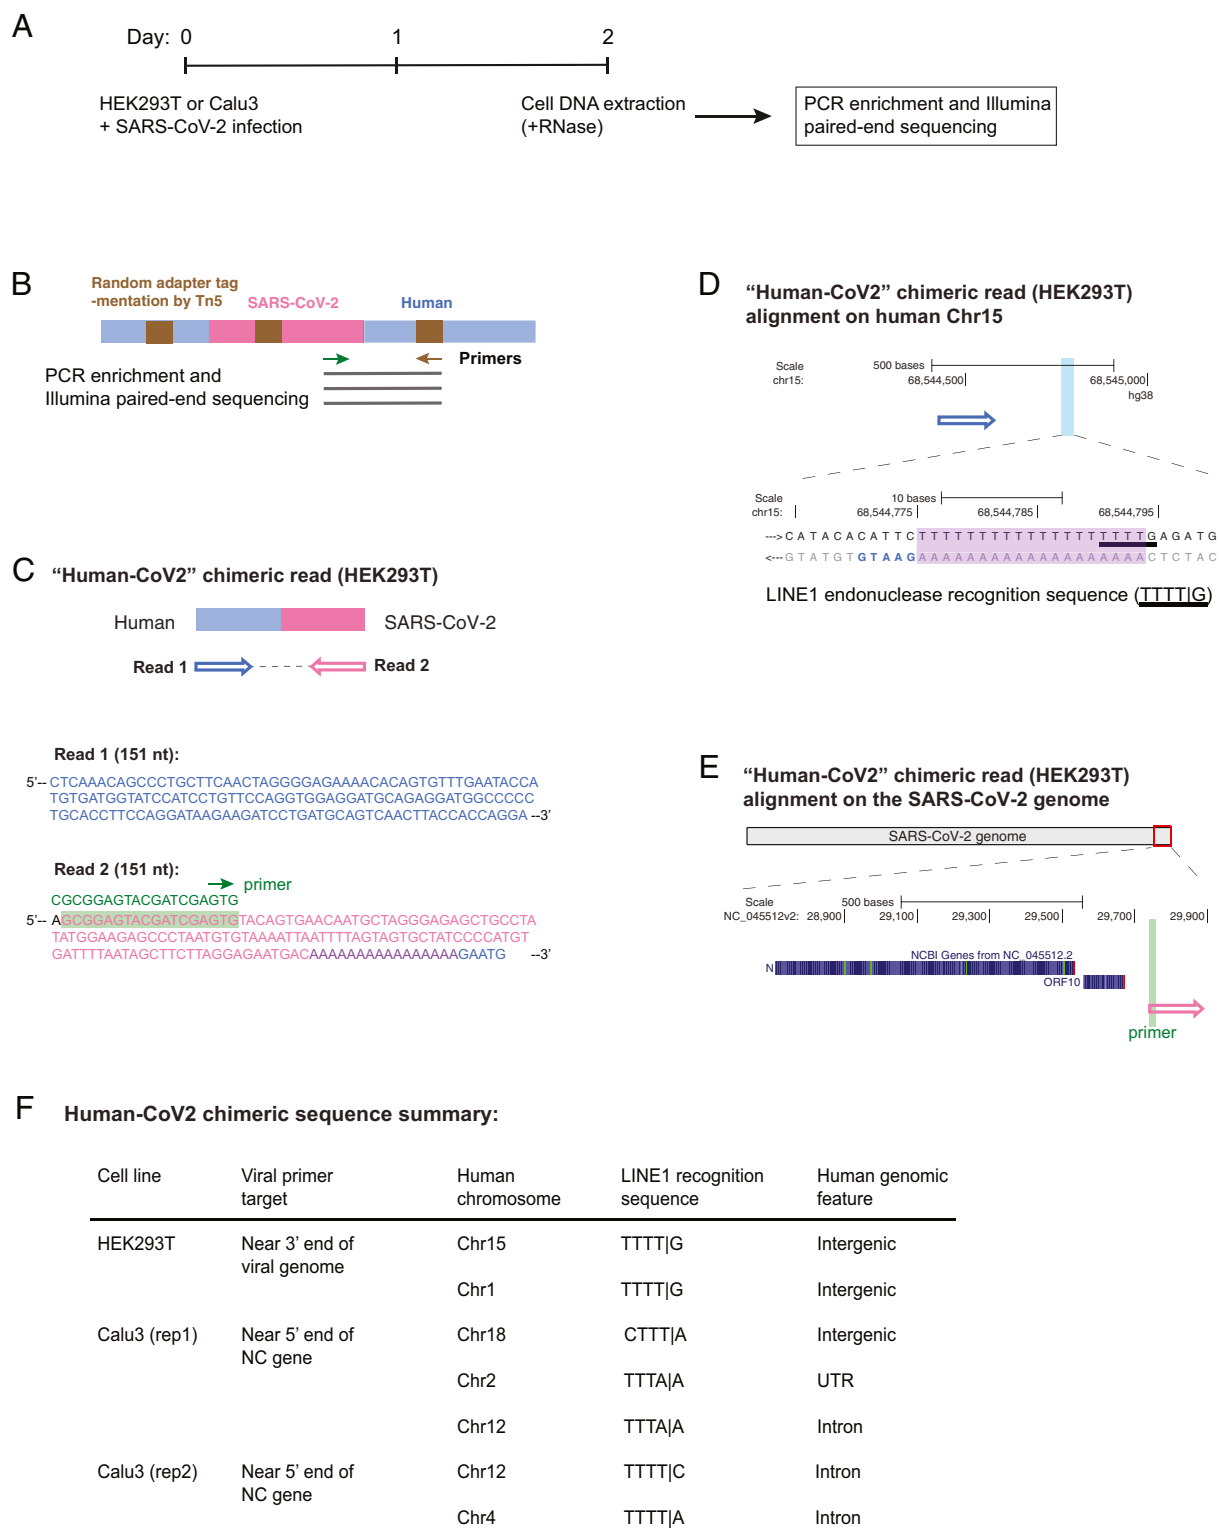 A
Day: 0 1 2
HEK293T or Calu3
+ SARS-CoV-2 infection
Cell DNA extraction
(+RNase)
PCR enrichment and Illumina
paired-end sequencing
B
Random adapter tag
-mentation by Tn5
SARS-CoV-2
Human
Primers
PCR enrichment and
Illumina paired-end sequencing
C
“Human-CoV2” chimeric read (HEK293T)
Human
SARS-CoV-2
Read 1
Read 2
Read 1 (151 nt):
5’-- CTCAAACAGCCCTGCTTCAACTAGGGGAGAAAACACAGTGTTTGAATACCA
TGTGATGGTATCCATCCTGTTCCAGGTGGAGGATGCAGAGGATGGCCCCC
TGCACCTTCCAGGATAAGAAGATCCTGATGCAGTCAACTTACCACCAGGA --3’
Read 2 (151 nt):
primer
CGCGGAGTACGATCGAGTG
5’-- AGCGGAGTACGATCGAGTGTACAGTGAACAATGCTAGGGAGAGCTGCCTA
TATGGAAGAGCCCTAATGTGTAAAATTAATTTTAGTAGTGCTATCCCCATGT
GATTTTAATAGCTTCTTAGGAGAATGACAAAAAAAAAAAAAAAAGAATG --3’
D
“Human-CoV2” chimeric read (HEK293T)
alignment on human Chr15
Scale 500 bases
chr15: 68,544,500 68,545,000
hg38
Scale 10 bases
chr15: 68,544,775 68,544,785 68,544,795
---> C A T A C A C A T T C T T T T T T T T T T T T T T T T T T T G A G A T G
<--- G T A T G T G T A A G A A A A A A A A A A A A A A A A A A A C T C T A C
LINE1 endonuclease recognition sequence (TTTT|G)
E
“Human-CoV2” chimeric read (HEK293T)
alignment on the SARS-CoV-2 genome
SARS-CoV-2 genome
Scale 500 bases
NC_045512v2: 28,900 29,100 29,300 29,500 29,700 29,900
NCBI Genes from NC_045512.2
N
ORF10
primer
F
Human-CoV2 chimeric sequence summary:
Cell line Viral primer target Human chromosome LINE1 recognition sequence Human genomic feature
HEK293T Near 3’ end of viral genome Chr15 TTTT|G Intergenic
Chr1 TTTT|G Intergenic
Calu3 (rep1) Near 5’ end of NC gene Chr18 CTTT|A Intergenic
Chr2 TTTA|A UTR
Chr12 TTTA|A Intron
Calu3 (rep2) Near 5’ end of NC gene Chr12 TTTT|C Intron
Chr4 TTTT|A Intron